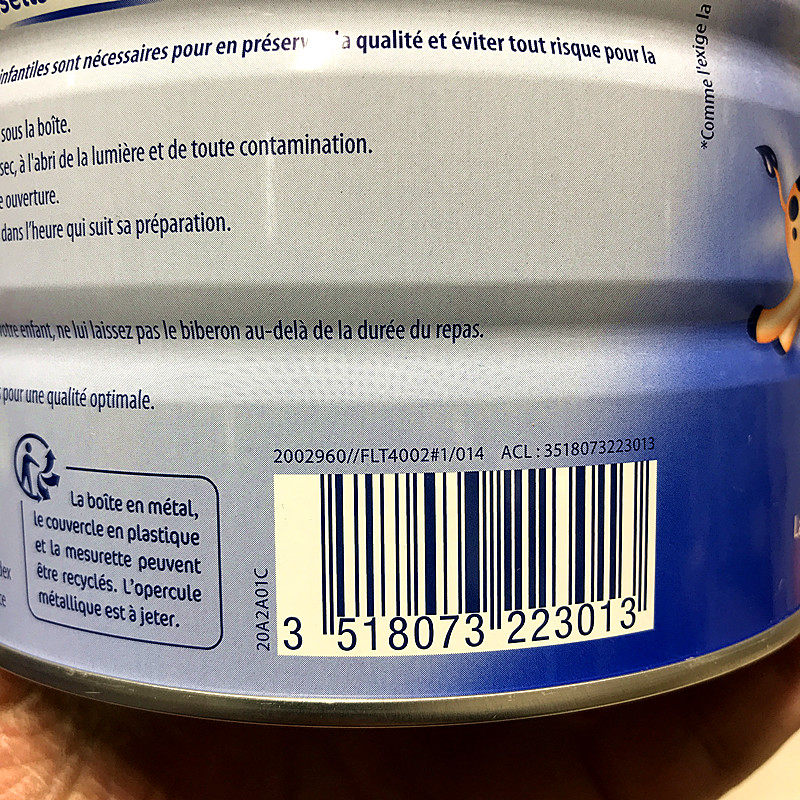 infantiles sont nécessaires pour en préserv la qualité et éviter tout risque pour la
*Comme l'exige la
sous la boîte.
sec, à l'abri de la lumière et de toute contamination.
ouverture.
dans l'heure qui suit sa préparation.
votre enfant, ne lui laissez pas le biberon au-delà de la durée du repas.
pour une qualité optimale.
2002960//FLT4002#1/014 ACL : 3518073223013
La boîte en métal,
le couvercle en plastique
et la mesurette peuvent
être recyclés. L'opercule
métallique est à jeter.
20A2A01C
3 518073 223013